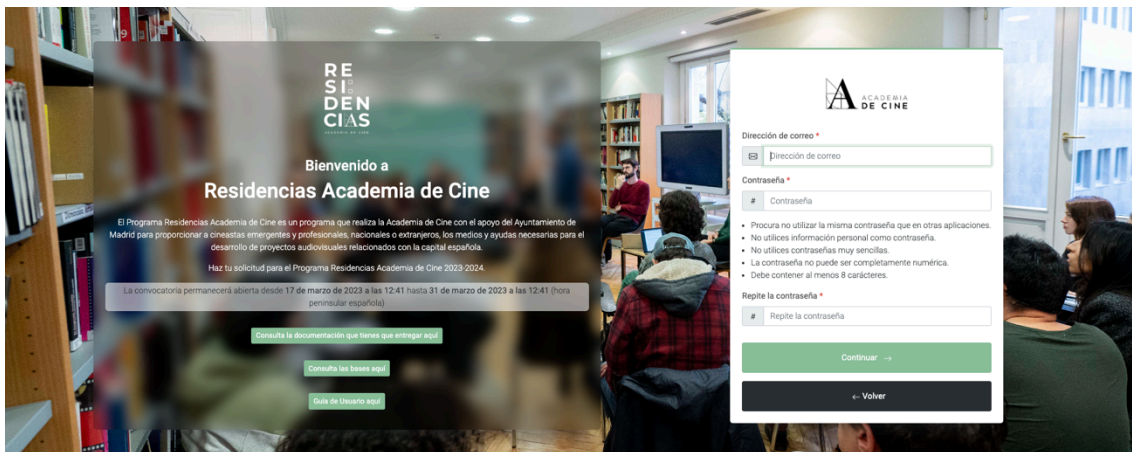 RE
SI
DEN
CIAS
ACADEMIA DE CINE
Bienvenido a
Residencias Academia de Cine
El Programa Residencias Academia de Cine es un programa que realiza la Academia de Cine con el apoyo del Ayuntamiento de
Madrid para proporcionar a cineastas emergentes y profesionales, nacionales o extranjeros, los medios y ayudas necesarias para el
desarrollo de proyectos audiovisuales relacionados con la capital española.
Haz tu solicitud para el Programa Residencias Academia de Cine 2023-2024.
La convocatoria permanecerá abierta desde 17 de marzo de 2023 a las 12:41 hasta 31 de marzo de 2023 a las 12:41 (hora
peninsular española)
Consulta la documentación que tienes que entregar aquí
Consulta las bases aquí
Guía de Usuario aquí
ACADEMIA
DE CINE
Dirección de correo *
Dirección de correo
Contraseña *
# Contraseña
• Procura no utilizar la misma contraseña que en otras aplicaciones.
• No utilices información personal como contraseña.
• No utilices contraseñas muy sencillas.
• La contraseña no puede ser completamente numérica.
• Debe contener al menos 8 carácteres.
Repite la contraseña *
# Repite la contraseña
Continuar →
← Volver